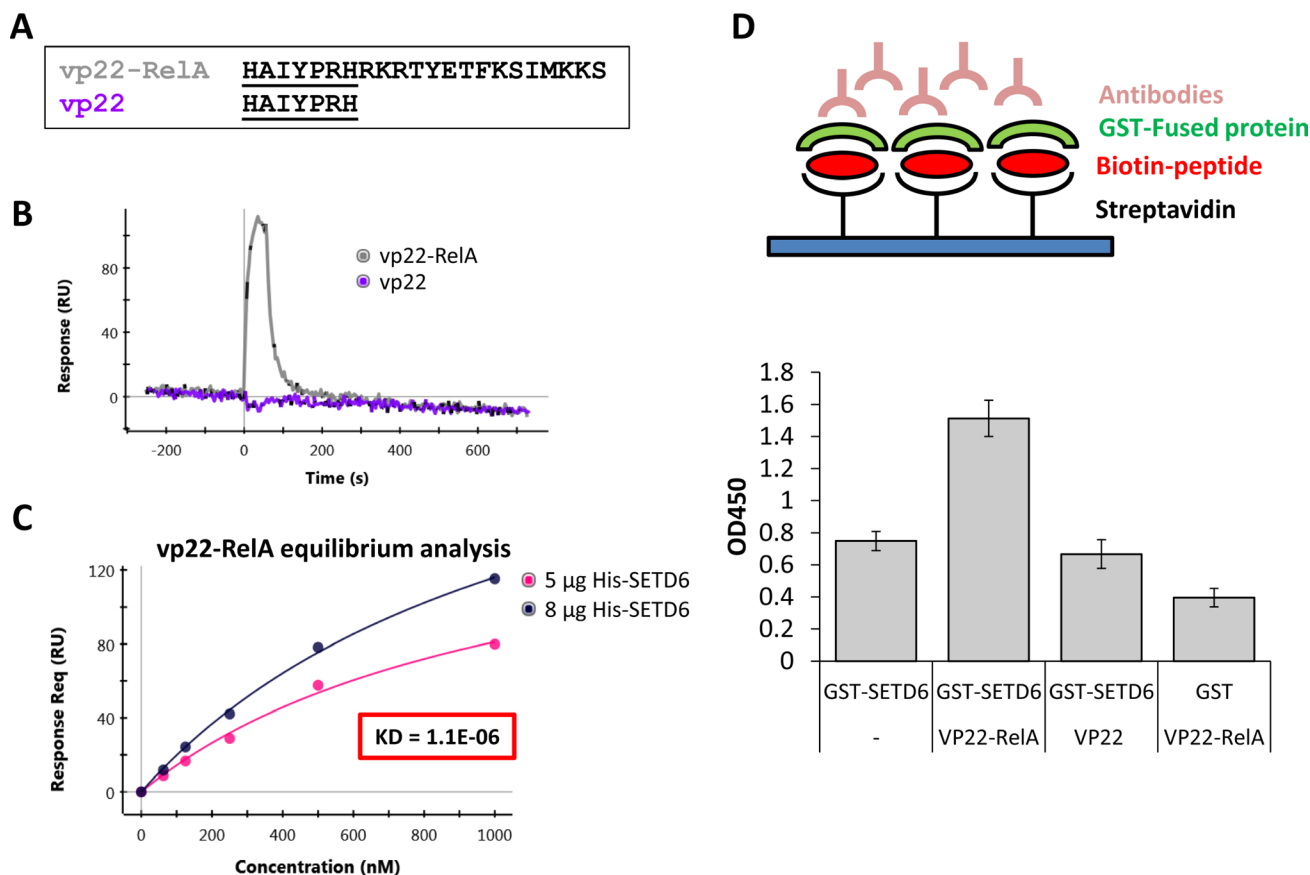 A
vp22-RelA HAIYPRHRKRTYETFKSIMKKS
vp22 HAIYPRH
B
Response (RU)
80
40
0
vp22-RelA
vp22
-200 0 200 400 600
Time (s)
C
vp22-RelA equilibrium analysis
Response Req (RU)
120
80
40
0
5 µg His-SETD6
8 µg His-SETD6
KD = 1.1E-06
0 200 400 600 800 1000
Concentration (nM)
D
Antibodies
GST-Fused protein
Biotin-peptide
Streptavidin
OD450
1.8
1.6
1.4
1.2
1
0.8
0.6
0.4
0.2
0
GST-SETD6 GST-SETD6 GST-SETD6 GST
- VP22-RelA VP22 VP22-RelA